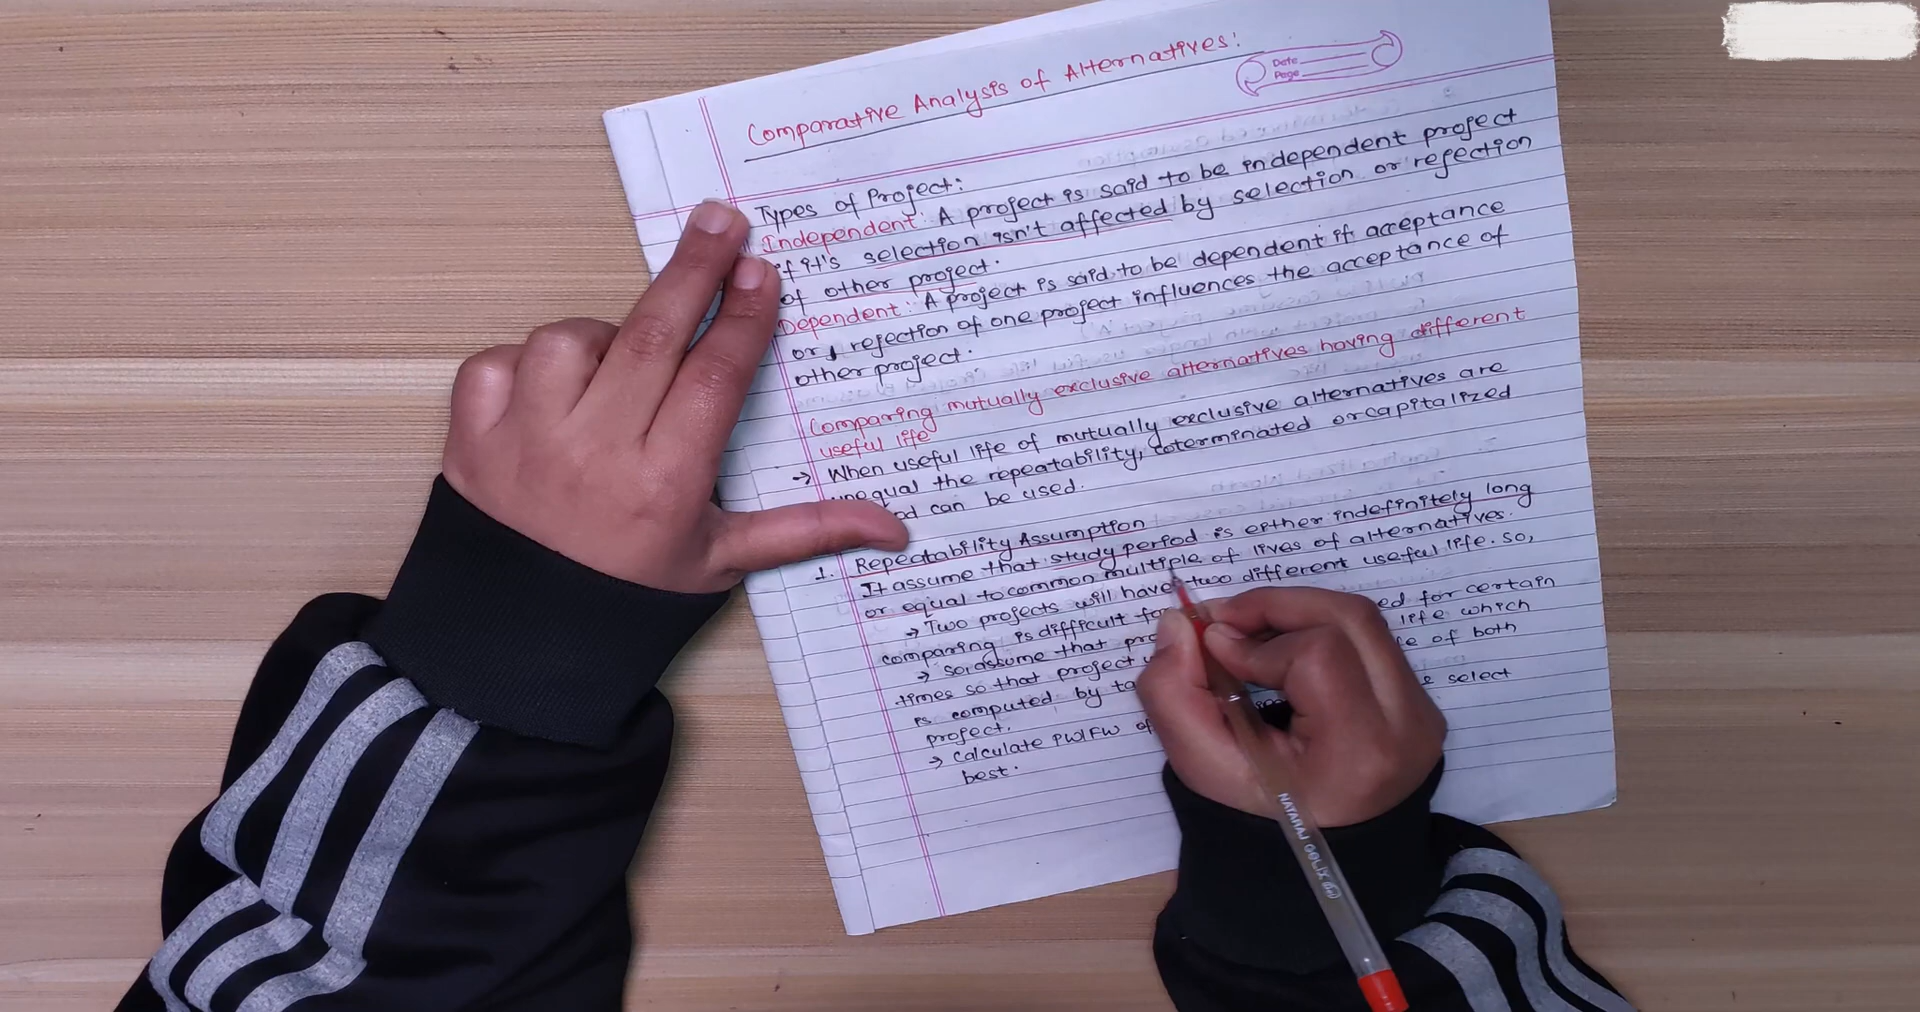 Comparative Analysis of Alternatives:
Date
Page
Types of Project:
Independent: A project is said to be independent project
if it's selection isn't affected by selection or rejection
of other project.
Dependent: A project is said to be dependent if acceptance
or rejection of one project influences the acceptance of
other project.
Comparing mutually exclusive alternatives having different
useful life
→ When useful life of mutually exclusive alternatives are
unequal the repeatability, coterminated or capitalized
can be used.
1. Repeatability Assumption
It assume that study period is either indefinitely long
or equal to common multiple of lives of alternatives.
→ Two projects will have two different useful life. so,
comparing is difficult for
→ so, assume that ed for certain
times so that project life which
is computed by of both
project.
→ Calculate PW/FW of select
best.
NATARAJ GELIX